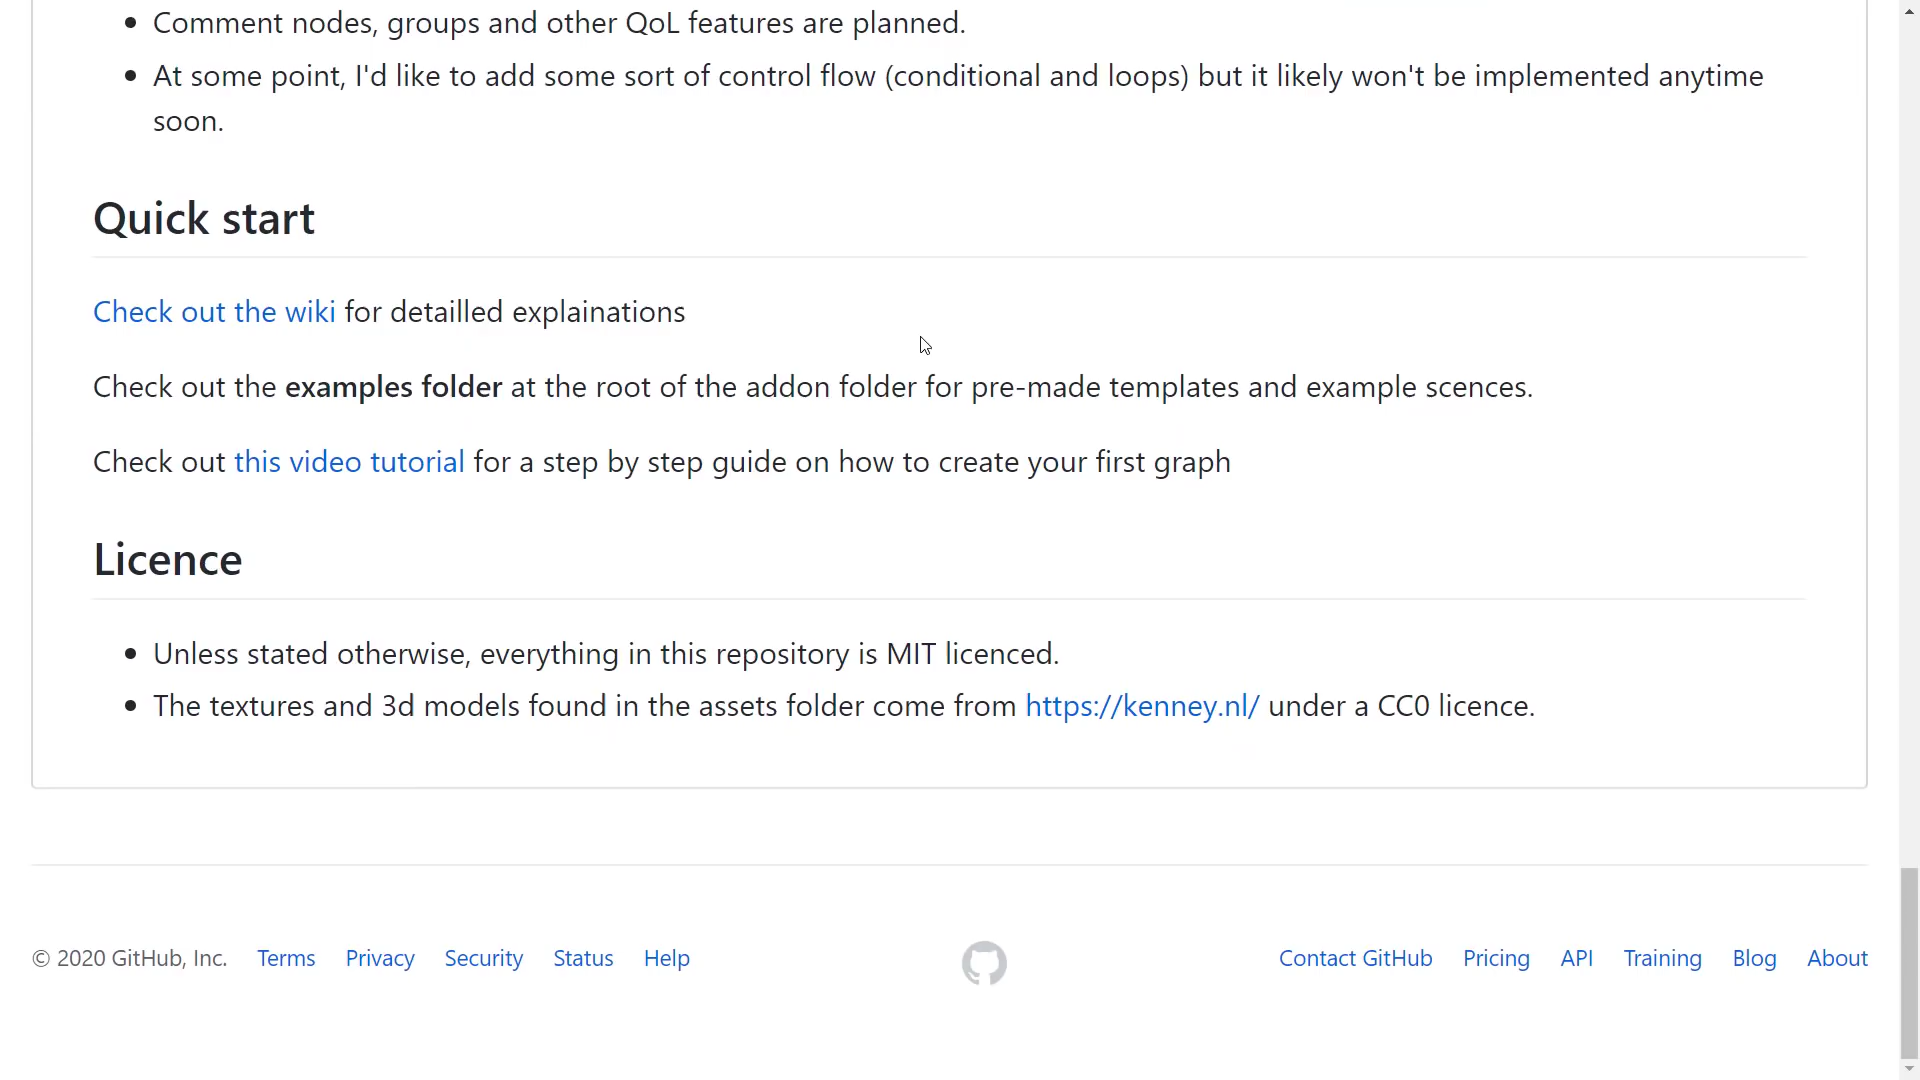 Comment nodes, groups and other QoL features are planned.
At some point, I'd like to add some sort of control flow (conditional and loops) but it likely won't be implemented anytime
soon.
Quick start
Check out the wiki for detailled explainations
Check out the examples folder at the root of the addon folder for pre-made templates and example scences.
Check out this video tutorial for a step by step guide on how to create your first graph
Licence
Unless stated otherwise, everything in this repository is MIT licenced.
The textures and 3d models found in the assets folder come from https://kenney.nl/ under a CC0 licence.
© 2020 GitHub, Inc. Terms Privacy Security Status Help Contact GitHub Pricing API Training Blog About